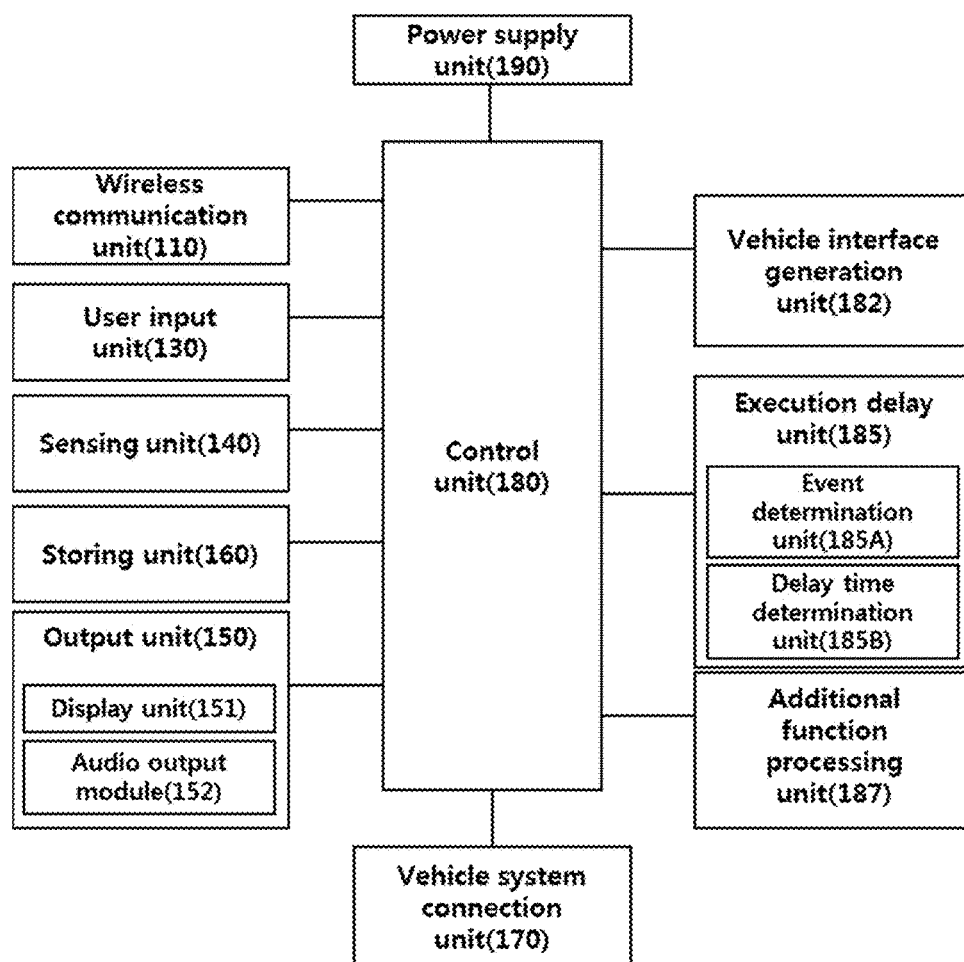 Power supply
unit(190)
Wireless
communication
unit(110)
User input
unit(130)
Sensing unit(140)
Storing unit(160)
Output unit(150)
Display unit(151)
Audio output
module(152)
Control
unit(180)
Vehicle interface
generation
unit(182)
Execution delay
unit(185)
Event
determination
unit(185A)
Delay time
determination
unit(185B)
Additional
function
processing
unit(187)
Vehicle system
connection
unit(170)